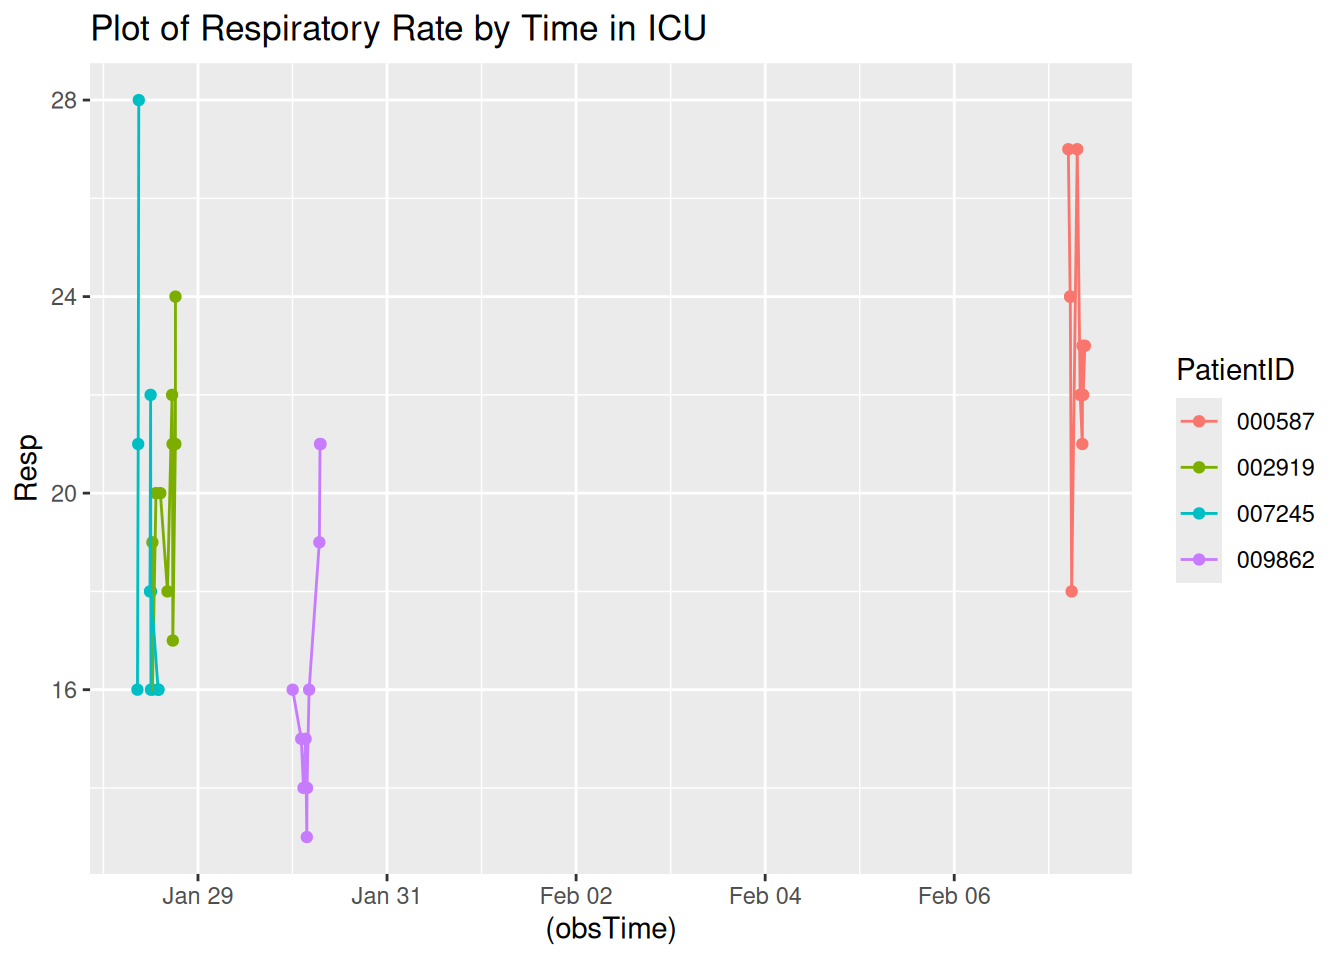 Plot of Respiratory Rate by Time in ICU
28
24
20
16
Resp
Jan 29
Jan 31
Feb 02
Feb 04
Feb 06
(obsTime)
PatientID
000587
002919
007245
009862